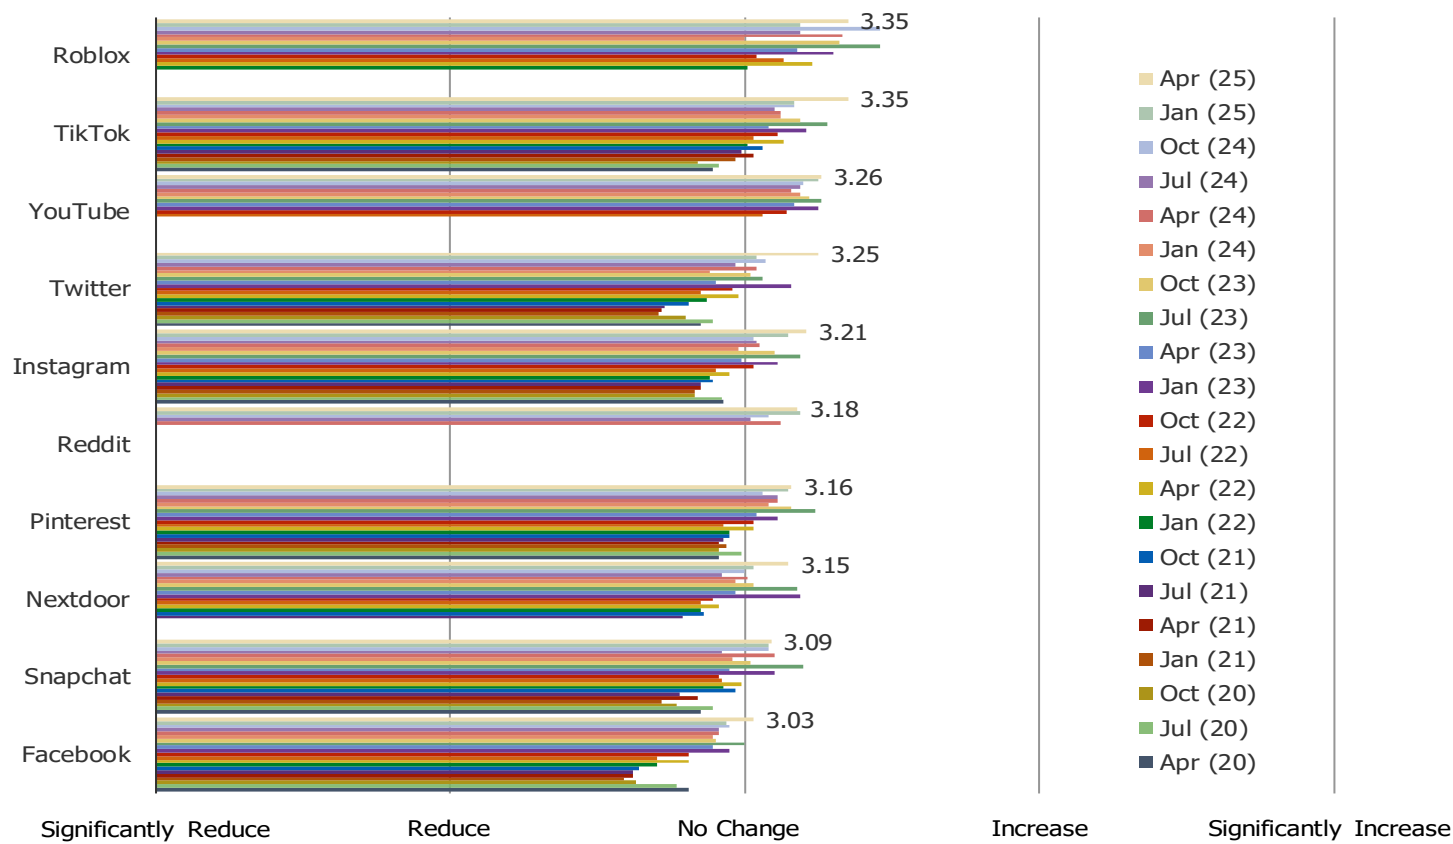 Roblox
3.35
TikTok
3.35
YouTube
3.26
Twitter
3.25
Instagram
3.21
Reddit
3.18
Pinterest
3.16
Nextdoor
3.15
Snapchat
3.09
Facebook
3.03
Significantly Reduce
Reduce
No Change
Increase
Significantly Increase
Apr (25)
Jan (25)
Oct (24)
Jul (24)
Apr (24)
Jan (24)
Oct (23)
Jul (23)
Apr (23)
Jan (23)
Oct (22)
Jul (22)
Apr (22)
Jan (22)
Oct (21)
Jul (21)
Apr (21)
Jan (21)
Oct (20)
Jul (20)
Apr (20)